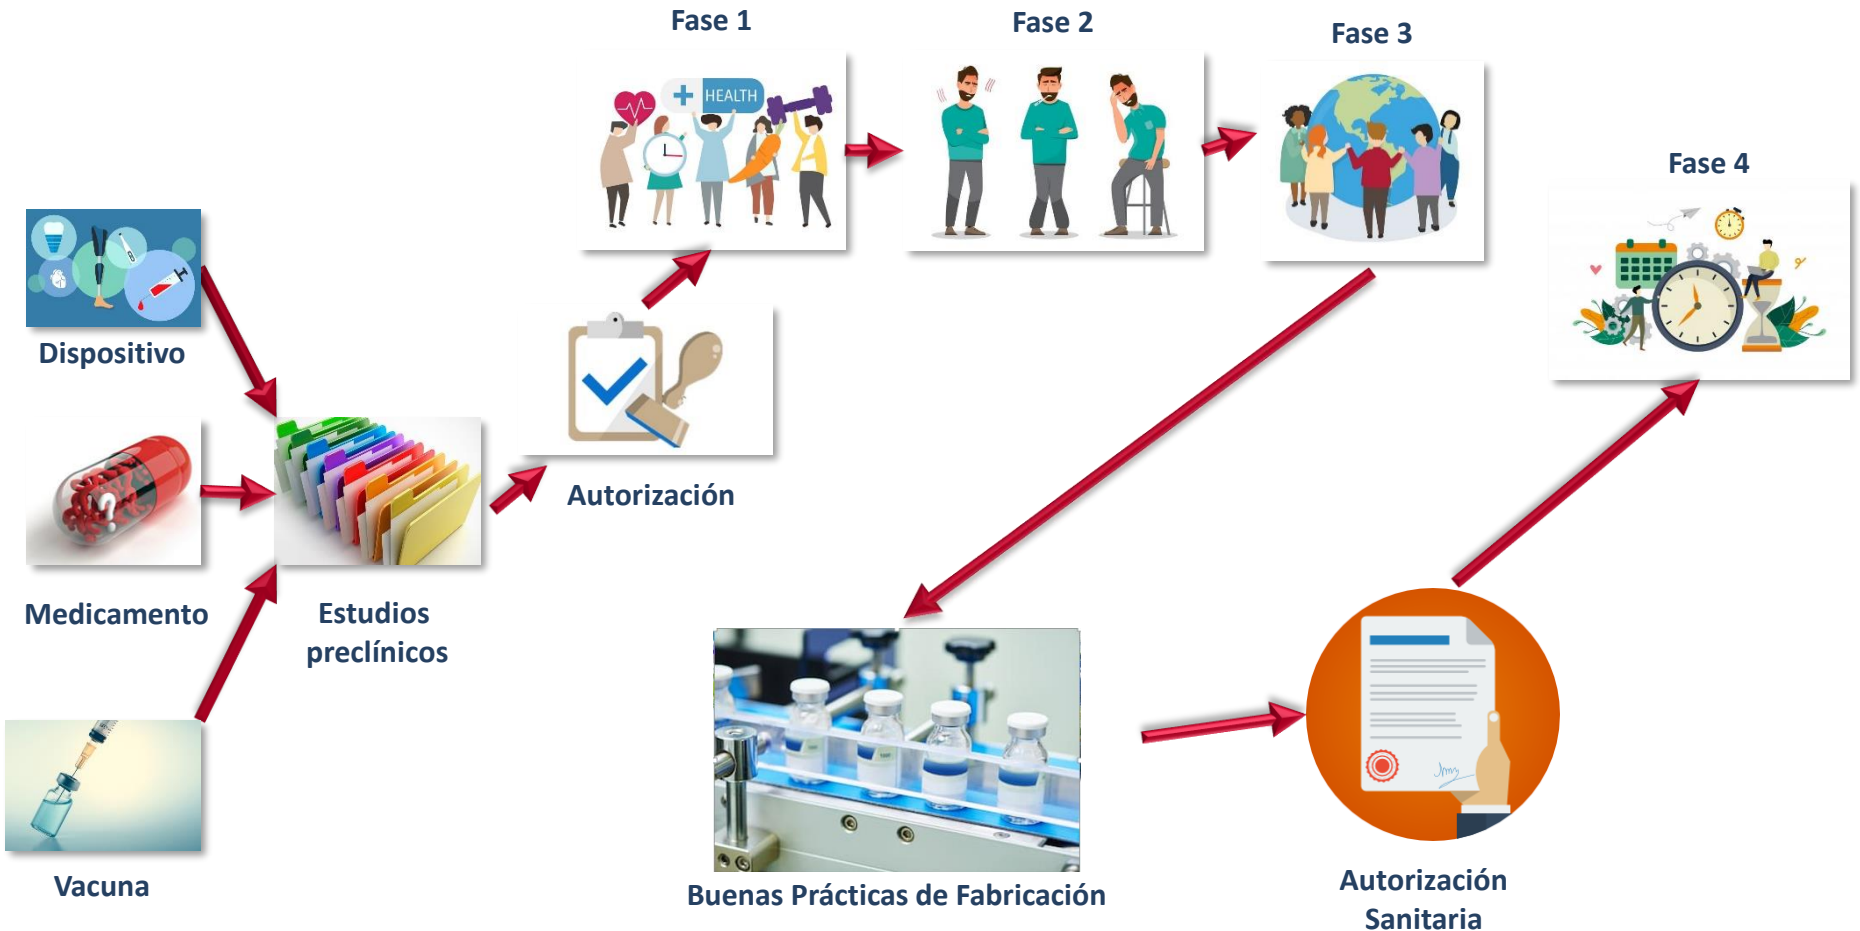 Fase 1
Fase 2
Fase 3
HEALTH
Fase 4
Dispositivo
?
Autorización
Medicamento
Estudios
preclínicos
Vacuna
Buenas Prácticas de Fabricación
Autorización
Sanitaria